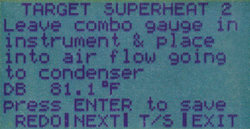 TARGET SUPERHEAT 2
Leave combo gauge in
instrument & place
into air flow going
to condenser
DB 81.1°F
press ENTER to save
REDO|NEXT| T/S |EXIT